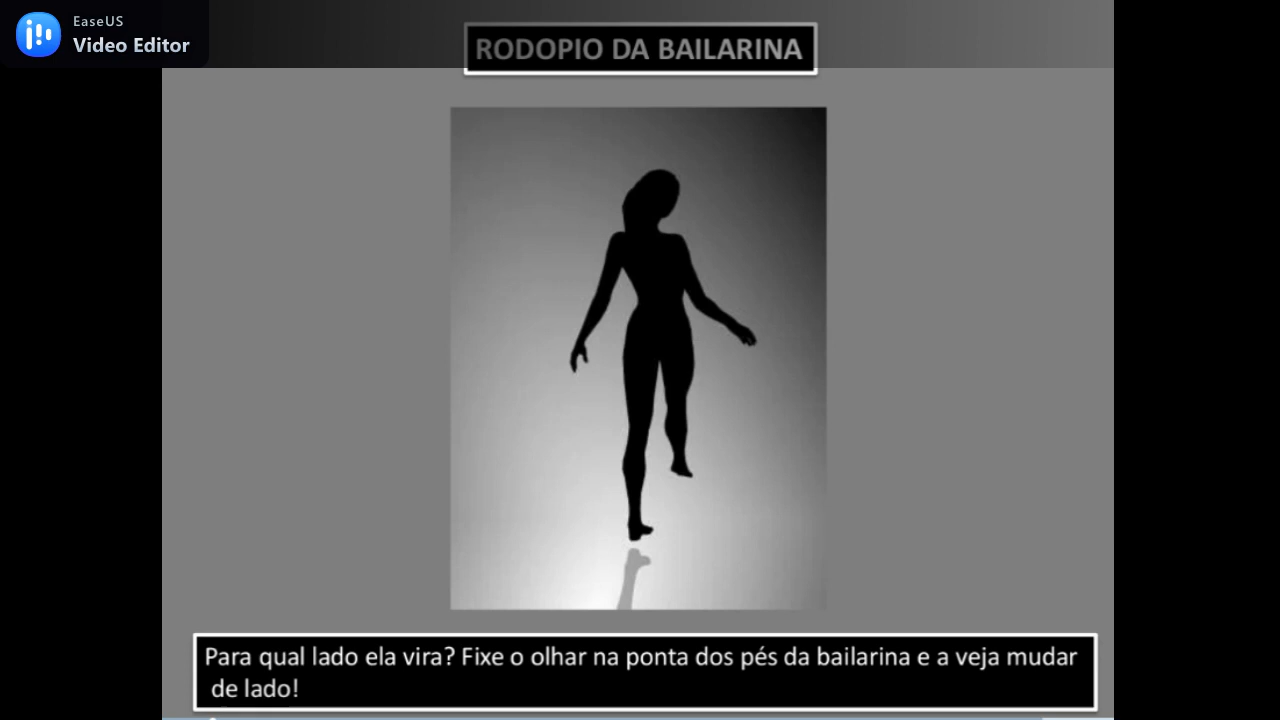 EaseUS
Video Editor
RODOPIO DA BAILARINA
Para qual lado ela vira? Fixe o olhar na ponta dos pés da bailarina e a veja mudar
de lado!